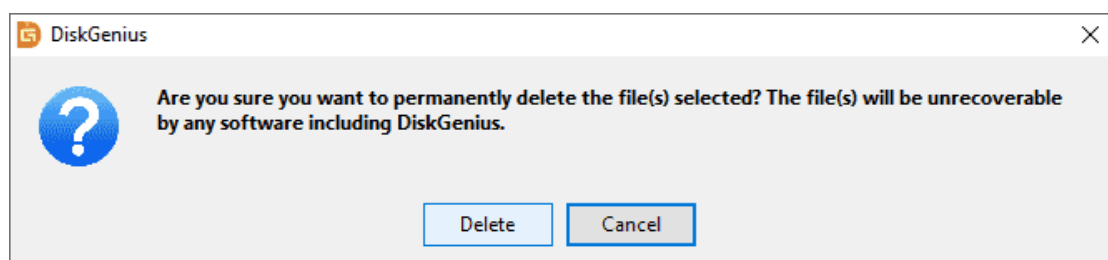 DiskGenius
Are you sure you want to permanently delete the file(s) selected? The file(s) will be unrecoverable
by any software including DiskGenius.
Delete Cancel